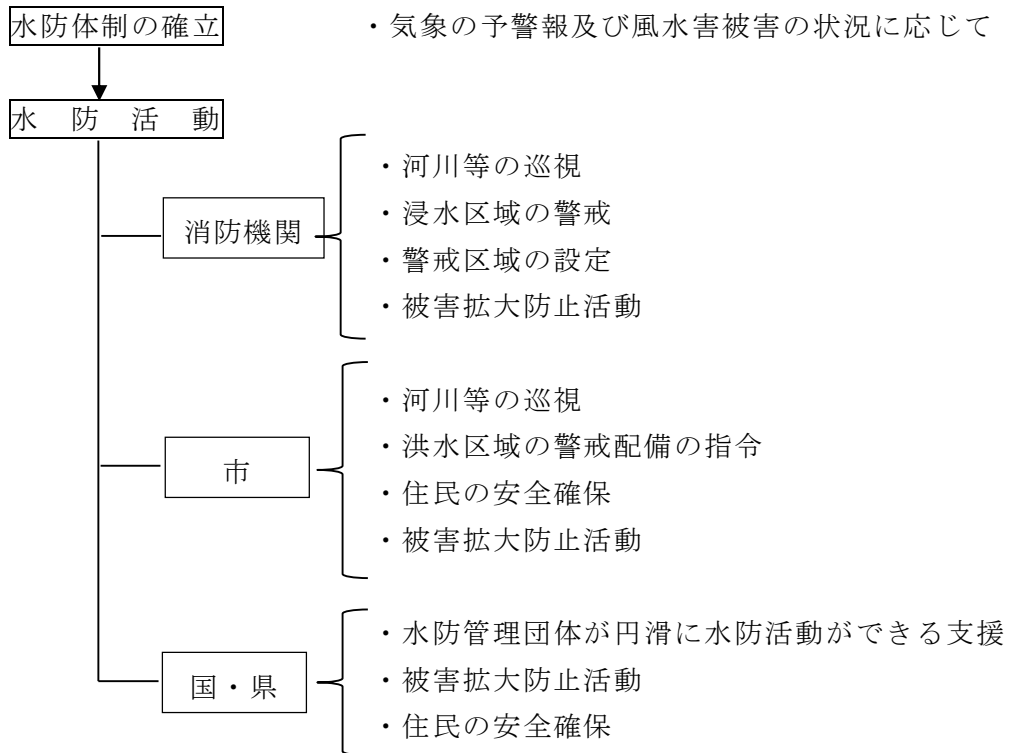 水防体制の確立
・気象の予警報及び風水害被害の状況に応じて
水防活動
消防機関
・河川等の巡視
・浸水区域の警戒
・警戒区域の設定
・被害拡大防止活動
市
・河川等の巡視
・洪水区域の警戒配備の指令
・住民の安全確保
・被害拡大防止活動
国・県
・水防管理団体が円滑に水防活動ができる支援
・被害拡大防止活動
・住民の安全確保